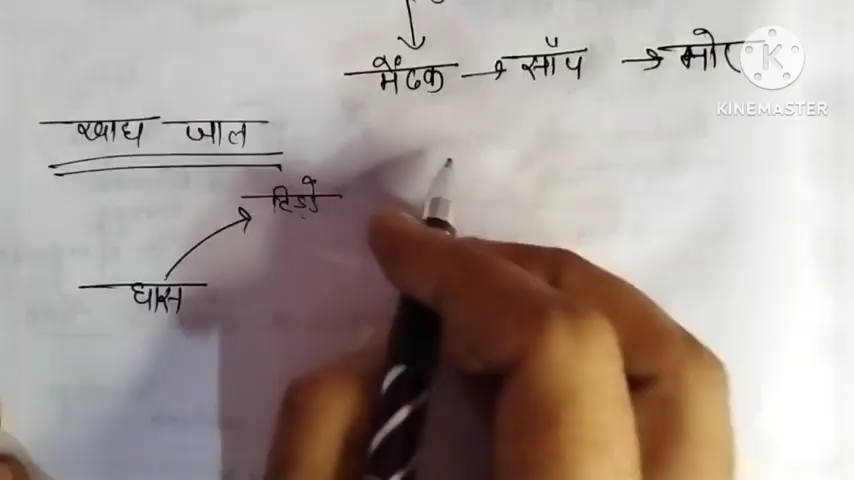 मेंढक → साँप → मोर
KINEMASTER
खाद्य जाल
टिड्डे
घास